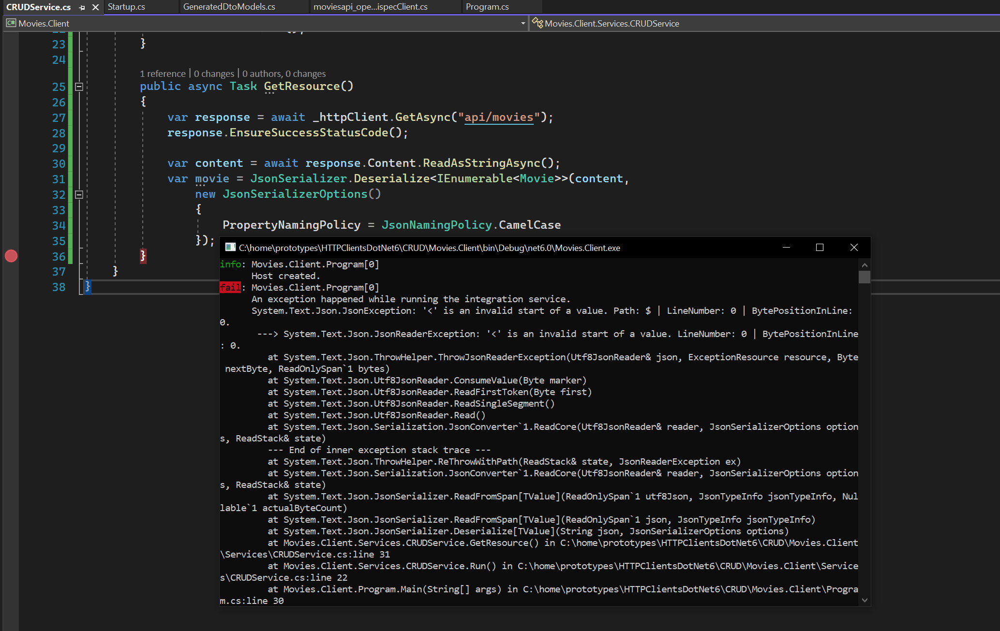 CRUDService.cs
Startup.cs
GeneratedDtoModels.cs
moviesapi_ope...ispecClient.cs
Program.cs
C# Movies.Client
Movies.Client.Services.CRUDService
23 }
24
1 reference | 0 changes | 0 authors, 0 changes
25 public async Task GetResource()
26 {
27 var response = await _httpClient.GetAsync("api/movies");
28 response.EnsureSuccessStatusCode();
29
30 var content = await response.Content.ReadAsStringAsync();
31 var movie = JsonSerializer.Deserialize<IEnumerable<Movie>>(content,
32 new JsonSerializerOptions()
33 {
34 PropertyNamingPolicy = JsonNamingPolicy.CamelCase
35 });
36 }
37 }
38 }
C:\home\prototypes\HTTPClientsDotNet6\CRUD\Movies.Client\bin\Debug\net6.0\Movies.Client.exe
info: Movies.Client.Program[0]
Host created.
fail: Movies.Client.Program[0]
An exception happened while running the integration service.
System.Text.Json.JsonException: '<' is an invalid start of a value. Path: $ | LineNumber: 0 | BytePositionInLine:
0.
---> System.Text.Json.JsonReaderException: '<' is an invalid start of a value. LineNumber: 0 | BytePositionInLine
: 0.
at System.Text.Json.ThrowHelper.ThrowJsonReaderException(Utf8JsonReader& json, ExceptionResource resource, Byte
nextByte, ReadOnlySpan`1 bytes)
at System.Text.Json.Utf8JsonReader.ConsumeValue(Byte marker)
at System.Text.Json.Utf8JsonReader.ReadFirstToken(Byte first)
at System.Text.Json.Utf8JsonReader.ReadSingleSegment()
at System.Text.Json.Utf8JsonReader.Read()
at System.Text.Json.Serialization.JsonConverter`1.ReadCore(Utf8JsonReader& reader, JsonSerializerOptions option
s, ReadStack& state)
--- End of inner exception stack trace ---
at System.Text.Json.ThrowHelper.ReThrowWithPath(ReadStack& state, JsonReaderException ex)
at System.Text.Json.Serialization.JsonConverter`1.ReadCore(Utf8JsonReader& reader, JsonSerializerOptions option
s, ReadStack& state)
at System.Text.Json.JsonSerializer.ReadFromSpan[TValue](ReadOnlySpan`1 utf8Json, JsonTypeInfo jsonTypeInfo, Nul
lable`1 actualByteCount)
at System.Text.Json.JsonSerializer.ReadFromSpan[TValue](ReadOnlySpan`1 json, JsonTypeInfo jsonTypeInfo)
at System.Text.Json.JsonSerializer.Deserialize[TValue](String json, JsonSerializerOptions options)
at Movies.Client.Services.CRUDService.GetResource() in C:\home\prototypes\HTTPClientsDotNet6\CRUD\Movies.Client
\Services\CRUDService.cs:line 31
at Movies.Client.Services.CRUDService.Run() in C:\home\prototypes\HTTPClientsDotNet6\CRUD\Movies.Client\Service
s\CRUDService.cs:line 22
at Movies.Client.Program.Main(String[] args) in C:\home\prototypes\HTTPClientsDotNet6\CRUD\Movies.Client\Progra
m.cs:line 30